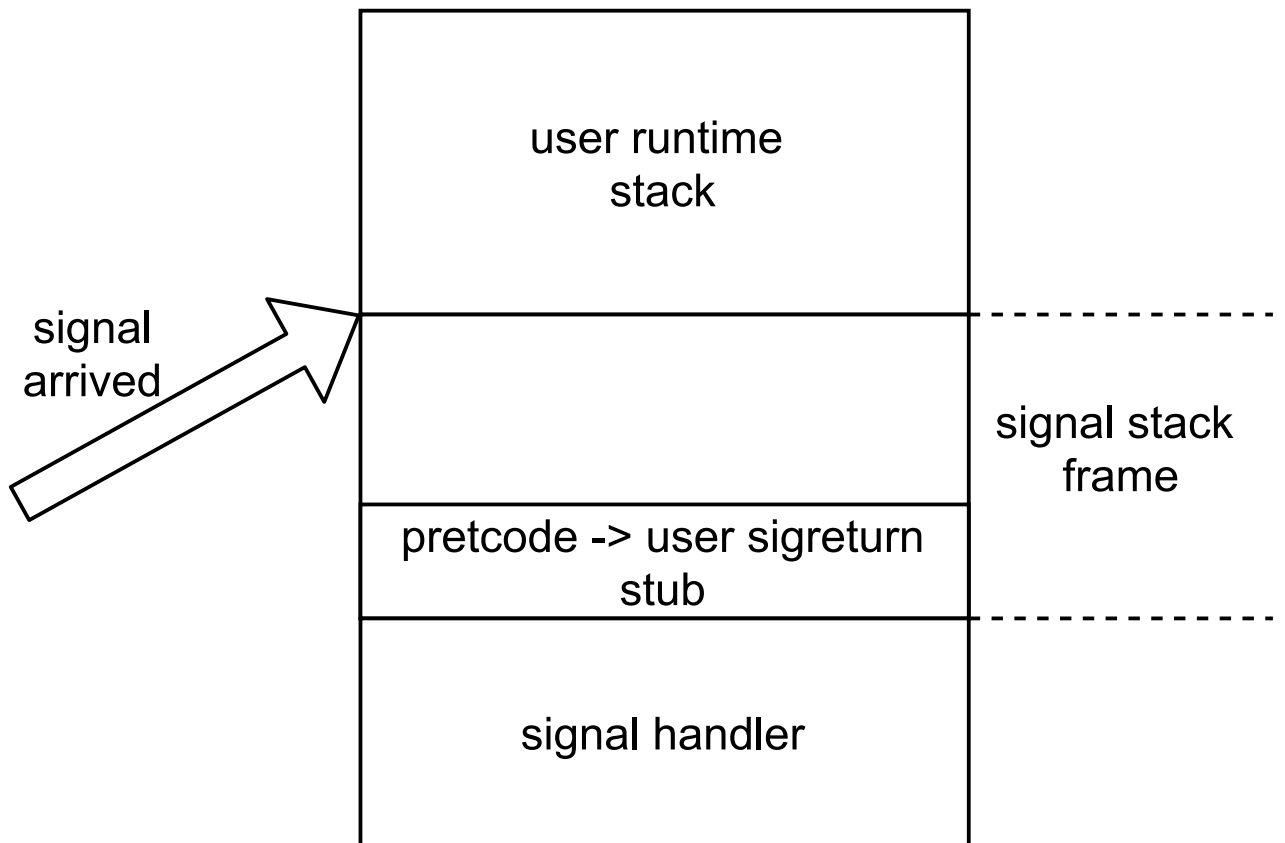 user runtime
stack
signal
arrived
signal stack
frame
pretcode -> user sigreturn
stub
signal handler